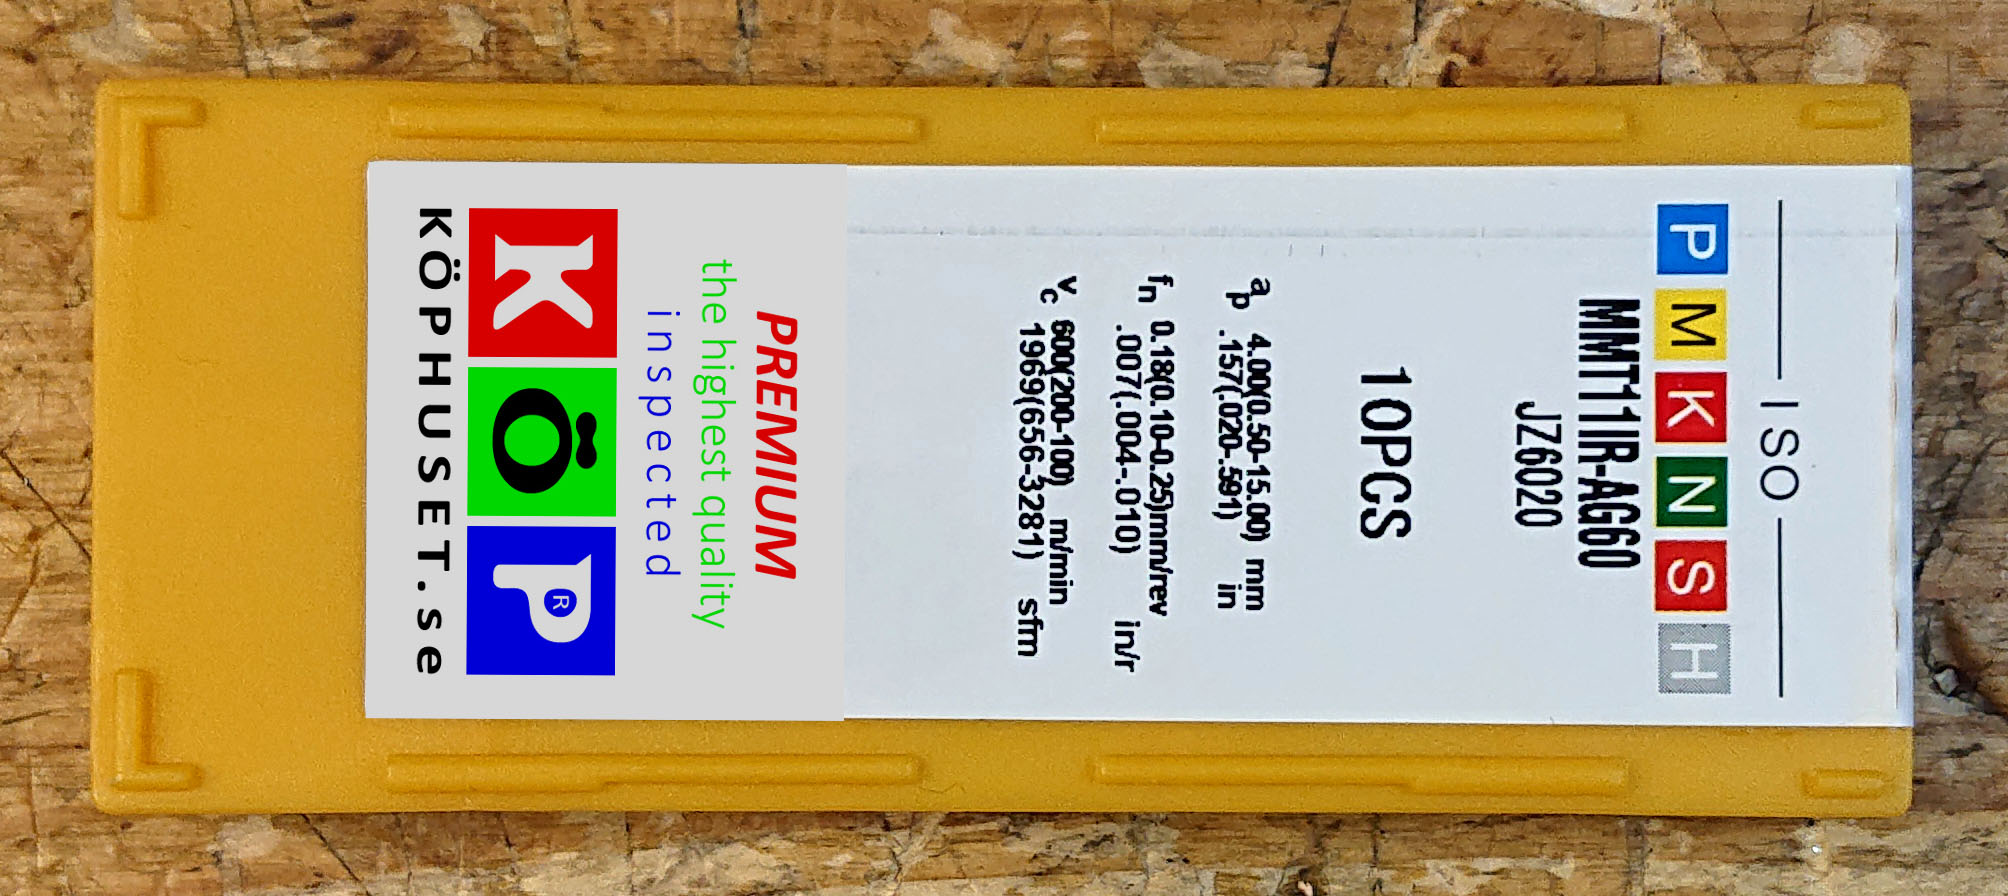 ISO
P M K N S H
MMT11IR-AG60
JZ6020
10PCS
ap 4.00(0.50-15.00) mm
.157(.020-.591) in
fn 0.18(0.10-0.25)mm/rev
.007(.004-.010) in/r
vc 600(200-100) m/min
1969(656-3281) sfm
PREMIUM
the highest quality
inspected
KÖP®
KÖPHUSET.se